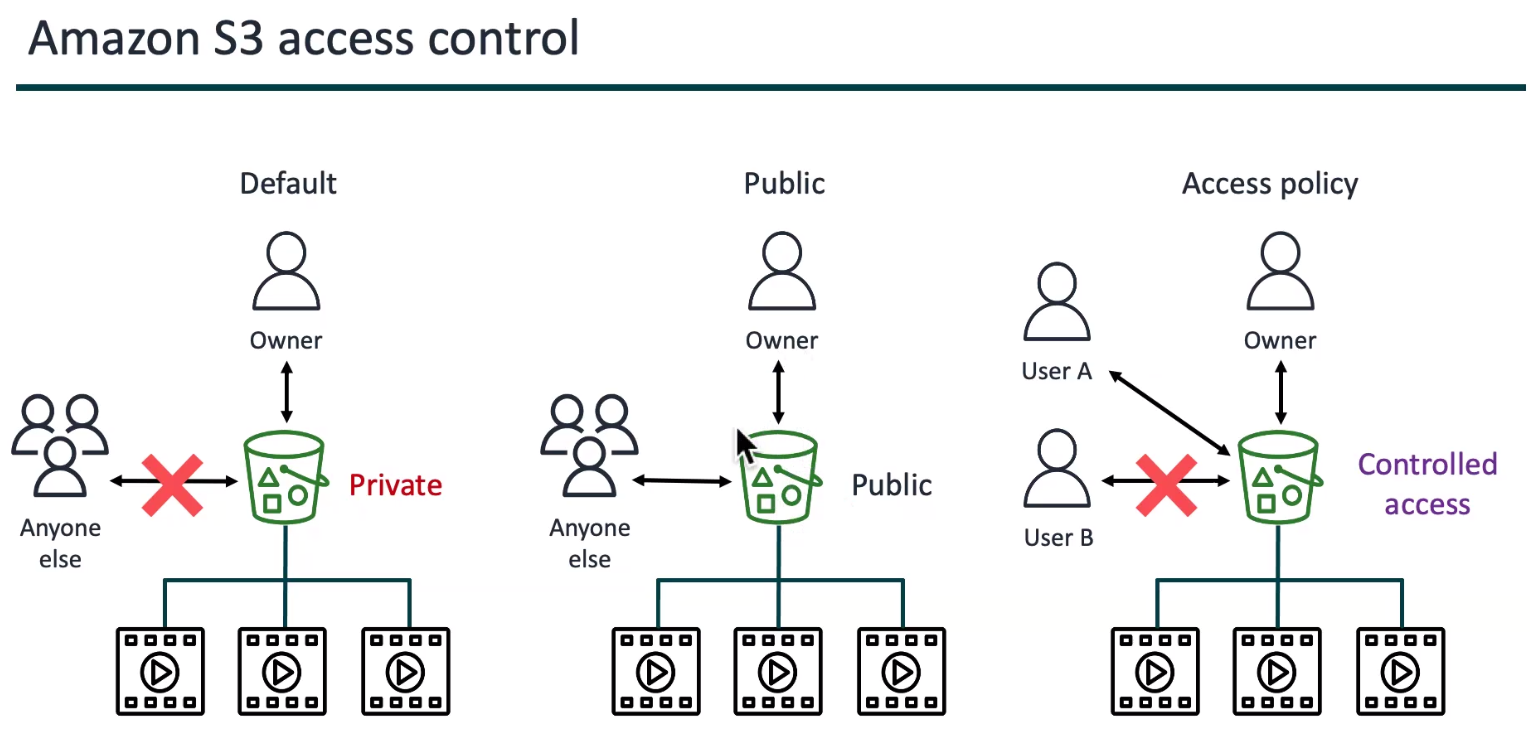 Amazon S3 access control
Default
Owner
Anyone
else
Private
Public
Owner
Anyone
else
Public
Access policy
Owner
User A
User B
Controlled
access